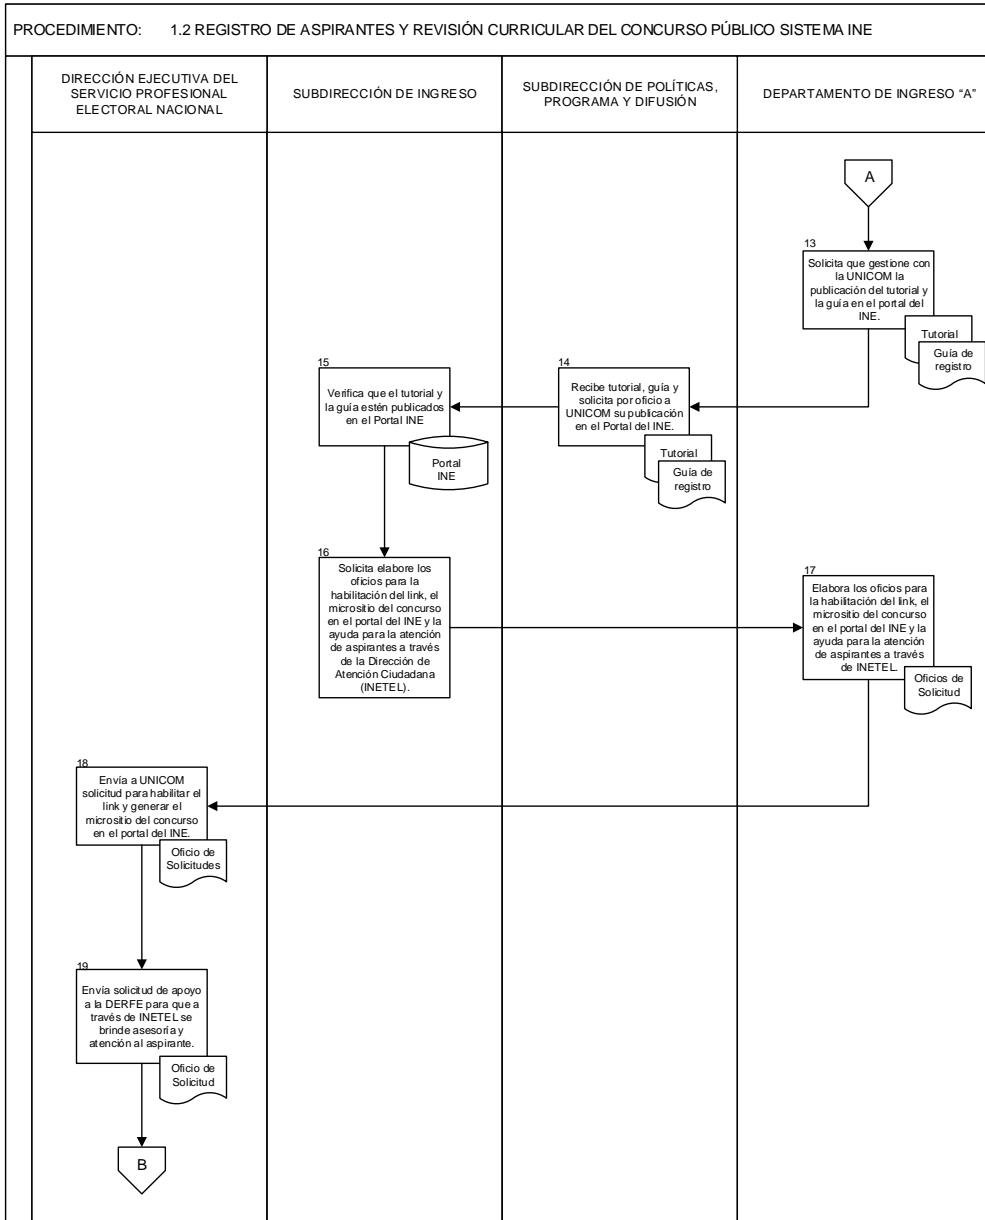 PROCEDIMIENTO: 1.2 REGISTRO DE ASPIRANTES Y REVISIÓN CURRICULAR DEL CONCURSO PÚBLICO SISTEMA INE
DIRECCIÓN EJECUTIVA DEL
SERVICIO PROFESIONAL
ELECTORAL NACIONAL
SUBDIRECCIÓN DE INGRESO
SUBDIRECCIÓN DE POLÍTICAS,
PROGRAMA Y DIFUSIÓN
DEPARTAMENTO DE INGRESO “A”
A
13
Solicita que gestione con
la UNICOM la
publicación del tutorial y
la guía en el portal del
INE.
Tutorial
Guía de
registro
14
Recibe tutorial, guía y
solicita por oficio a
UNICOM su publicación
en el Portal del INE.
Tutorial
Guía de
registro
15
Verifica que el tutorial y
la guía estén publicados
en el Portal INE
Portal
INE
16
Solicita elabore los
oficios para la
habilitación del link, el
micrositio del concurso
en el portal del INE y la
ayuda para la atención
de aspirantes a través
de la Dirección de
Atención Ciudadana
(INETEL).
17
Elabora los oficios para
la habilitación del link, el
micrositio del concurso
en el portal del INE y la
ayuda para la atención
de aspirantes a través
de INETEL.
Oficios de
Solicitud
18
Envía a UNICOM
solicitud para habilitar el
link y generar el
micrositio del concurso
en el portal del INE.
Oficio de
Solicitudes
19
Envía solicitud de apoyo
a la DERFE para que a
través de INETEL se
brinde asesoría y
atención al aspirante.
Oficio de
Solicitud
B